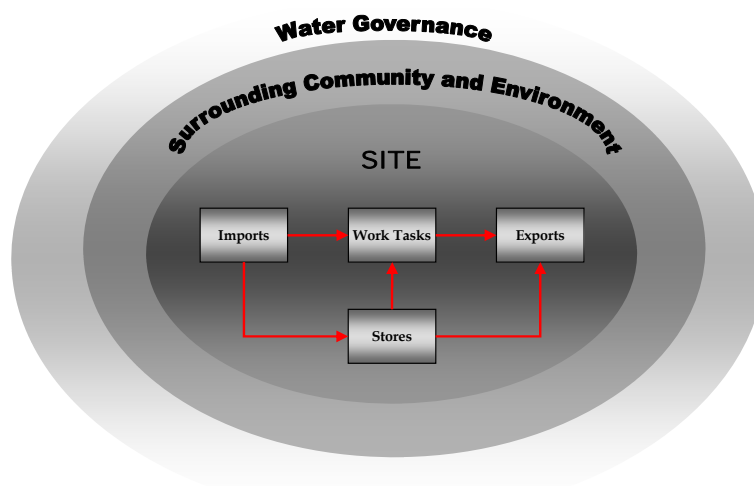 Water Governance
Surrounding Community and Environment
SITE
Imports
Work Tasks
Exports
Stores